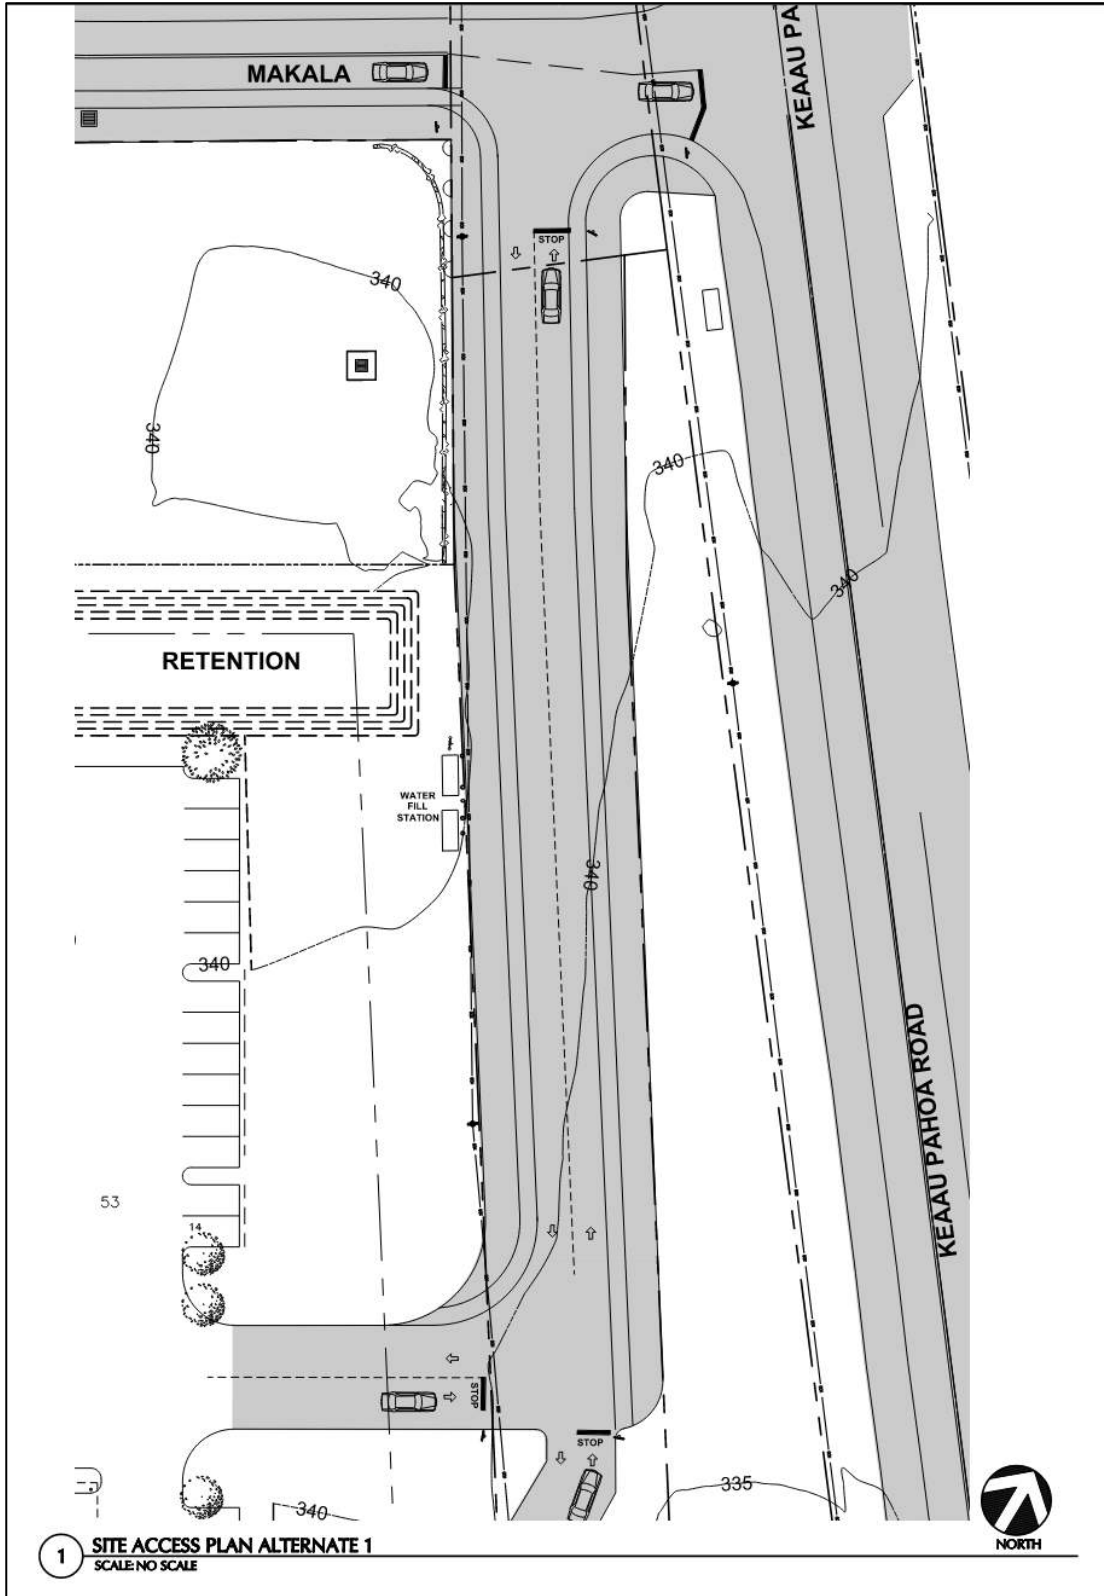 MAKALA
KEAAU PA
STOP
340
340
340
340
RETENTION
WATER
FILL
STATION
340
340
KEAAU PAHOA ROAD
53
14
STOP
STOP
335
340
NORTH
1
SITE ACCESS PLAN ALTERNATE 1
SCALE: NO SCALE